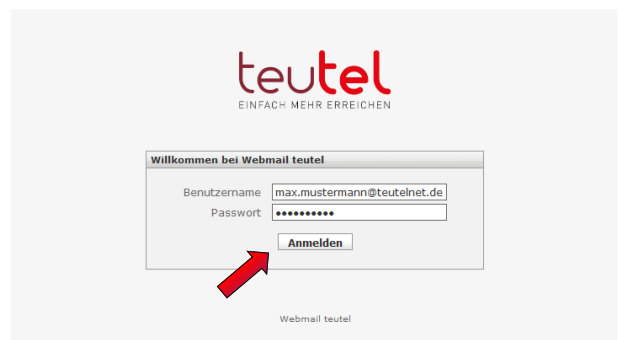 teutel
EINFACH MEHR ERREICHEN
Willkommen bei Webmail teutel
Benutzername max.mustermann@teutelnet.de
Passwort ●●●●●●●●●●
Anmelden
Webmail teutel